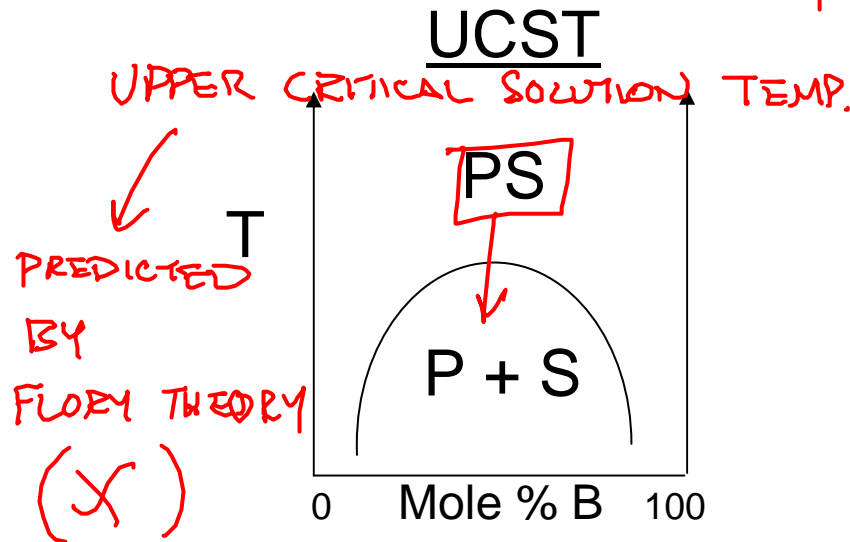 UCST
UPPER CRITICAL SOLUTION TEMP.
PS
T
PREDICTED
BY
FLORY THEORY
(χ)
P + S
0 Mole % B 100